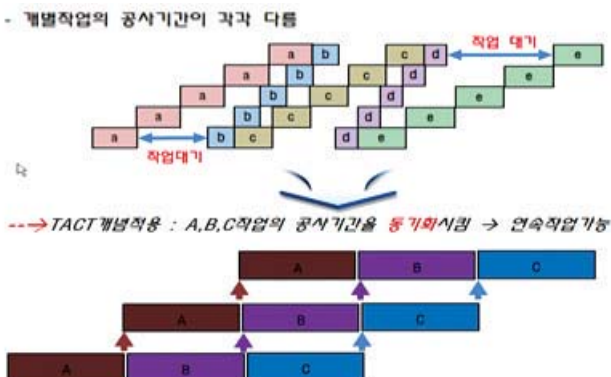 - 개별작업의 공사기간이 각각 다름
작업 대기
a b c d e
a b c d e
a b c d e
a b c d e
a b c d e
작업대기
---→TACT개념적용 : A,B,C작업의 공사기간을 동기화시킴 → 연속작업가능
A B C
A B C
A B C